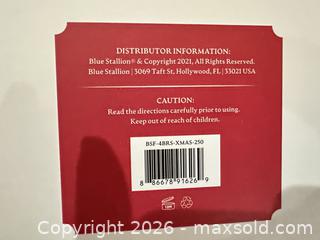 DISTRIBUTOR INFORMATION:
Blue Stallion® & Copyright 2021, All Rights Reserved.
Blue Stallion | 3069 Taft St, Hollywood, FL | 33021 USA
CAUTION:
Read the directions carefully prior to using.
Keep out of reach of children.
BSF-4BRS-XMAS-250
8 86678 91626 9
Photo ©2026 - maxsold.com